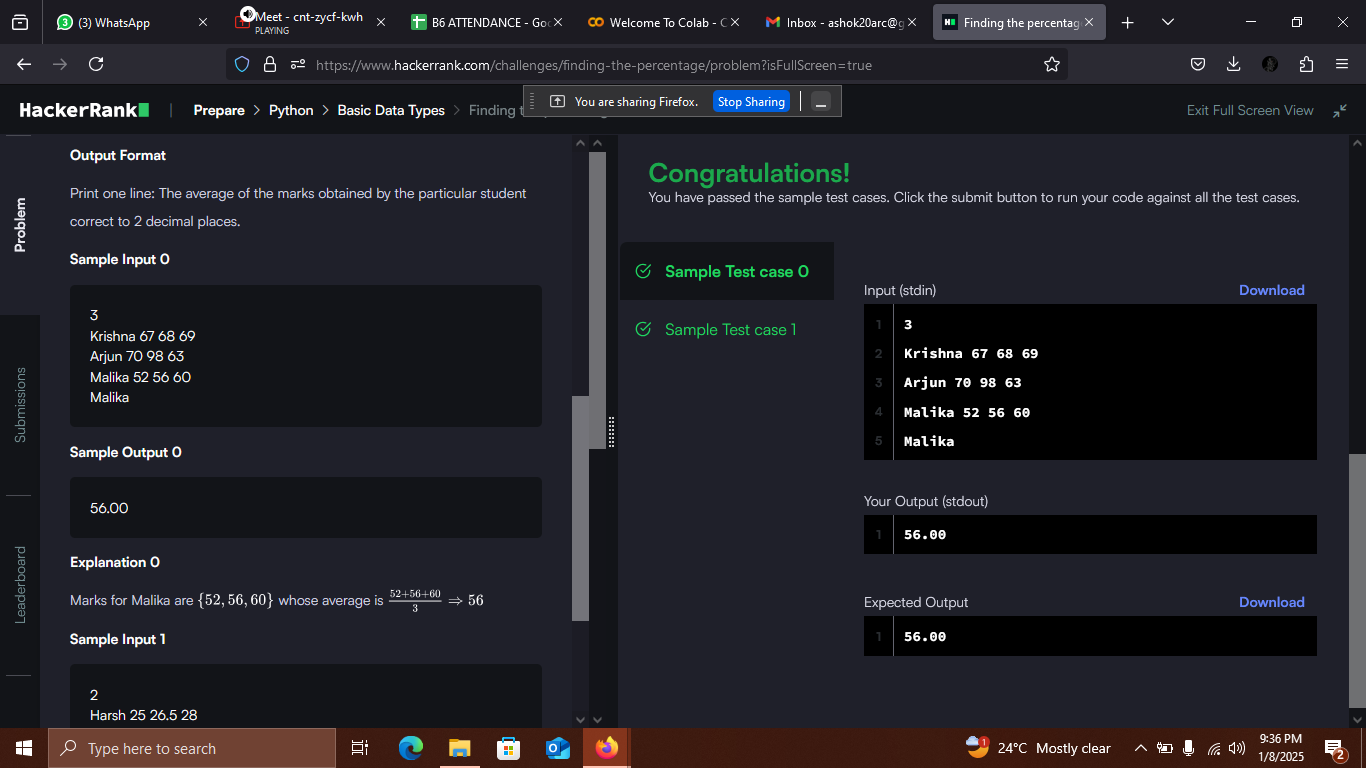 (3) WhatsApp
Meet - cnt-zycf-kwh
PLAYING
B6 ATTENDANCE - Goo
Welcome To Colab - C
Inbox - ashok20arc@g
Finding the percentag
https://www.hackerrank.com/challenges/finding-the-percentage/problem?isFullScreen=true
You are sharing Firefox.
Stop Sharing
HackerRank
Prepare > Python > Basic Data Types > Finding
Exit Full Screen View
Problem
Submissions
Leaderboard
Output Format
Print one line: The average of the marks obtained by the particular student
correct to 2 decimal places.
Sample Input 0
3
Krishna 67 68 69
Arjun 70 98 63
Malika 52 56 60
Malika
Sample Output 0
56.00
Explanation 0
Marks for Malika are {52, 56, 60} whose average is (52+56+60)/3 ⇒ 56
Sample Input 1
2
Harsh 25 26.5 28
Congratulations!
You have passed the sample test cases. Click the submit button to run your code against all the test cases.
Sample Test case 0
Sample Test case 1
Input (stdin)
Download
1 3
2 Krishna 67 68 69
3 Arjun 70 98 63
4 Malika 52 56 60
5 Malika
Your Output (stdout)
1 56.00
Expected Output
Download
1 56.00
Type here to search
1
24°C Mostly clear
9:36 PM
1/8/2025
2